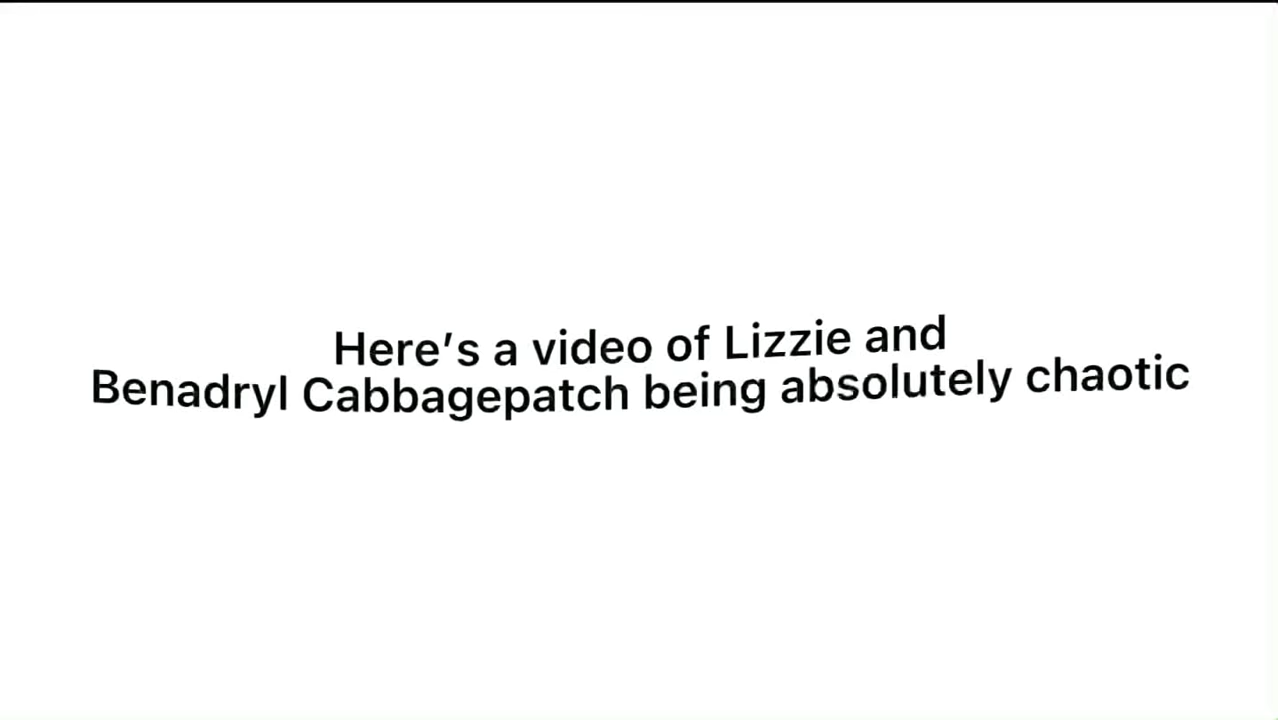 Here’s a video of Lizzie and
Benadryl Cabbagepatch being absolutely chaotic